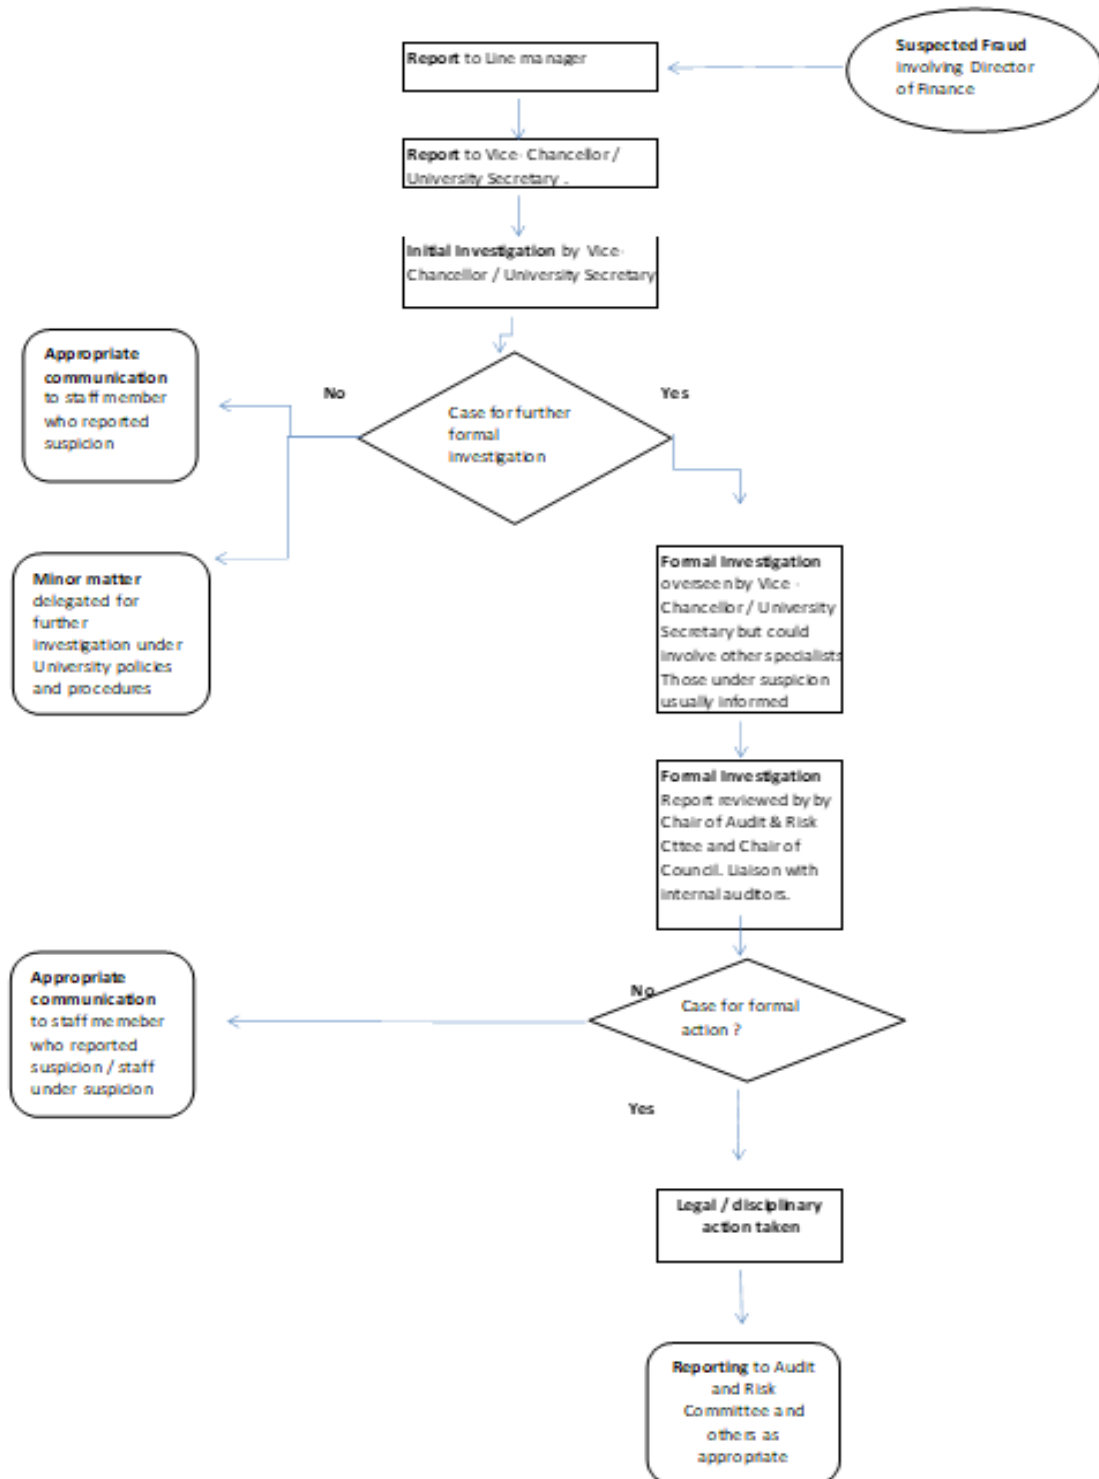 Suspected Fraud
involving Director
of Finance
Report to Line manager
Report to Vice- Chancellor /
University Secretary .
Initial Investigation by Vice-
Chancellor / University Secretary
Appropriate
communication
to staff member
who reported
suspicion
No
Yes
Case for further
formal
investigation
Minor matter
delegated for
further
investigation under
University policies
and procedures
Formal Investigation
overseen by Vice -
Chancellor / University
Secretary but could
involve other specialists
Those under suspicion
usually informed
Formal Investigation
Report reviewed by by
Chair of Audit & Risk
Cttee and Chair of
Council. Liaison with
internal auditors.
Appropriate
communication
to staff memeber
who reported
suspicion / staff
under suspicion
No
Case for formal
action ?
Yes
Legal / disciplinary
action taken
Reporting to Audit
and Risk
Committee and
others as
appropriate